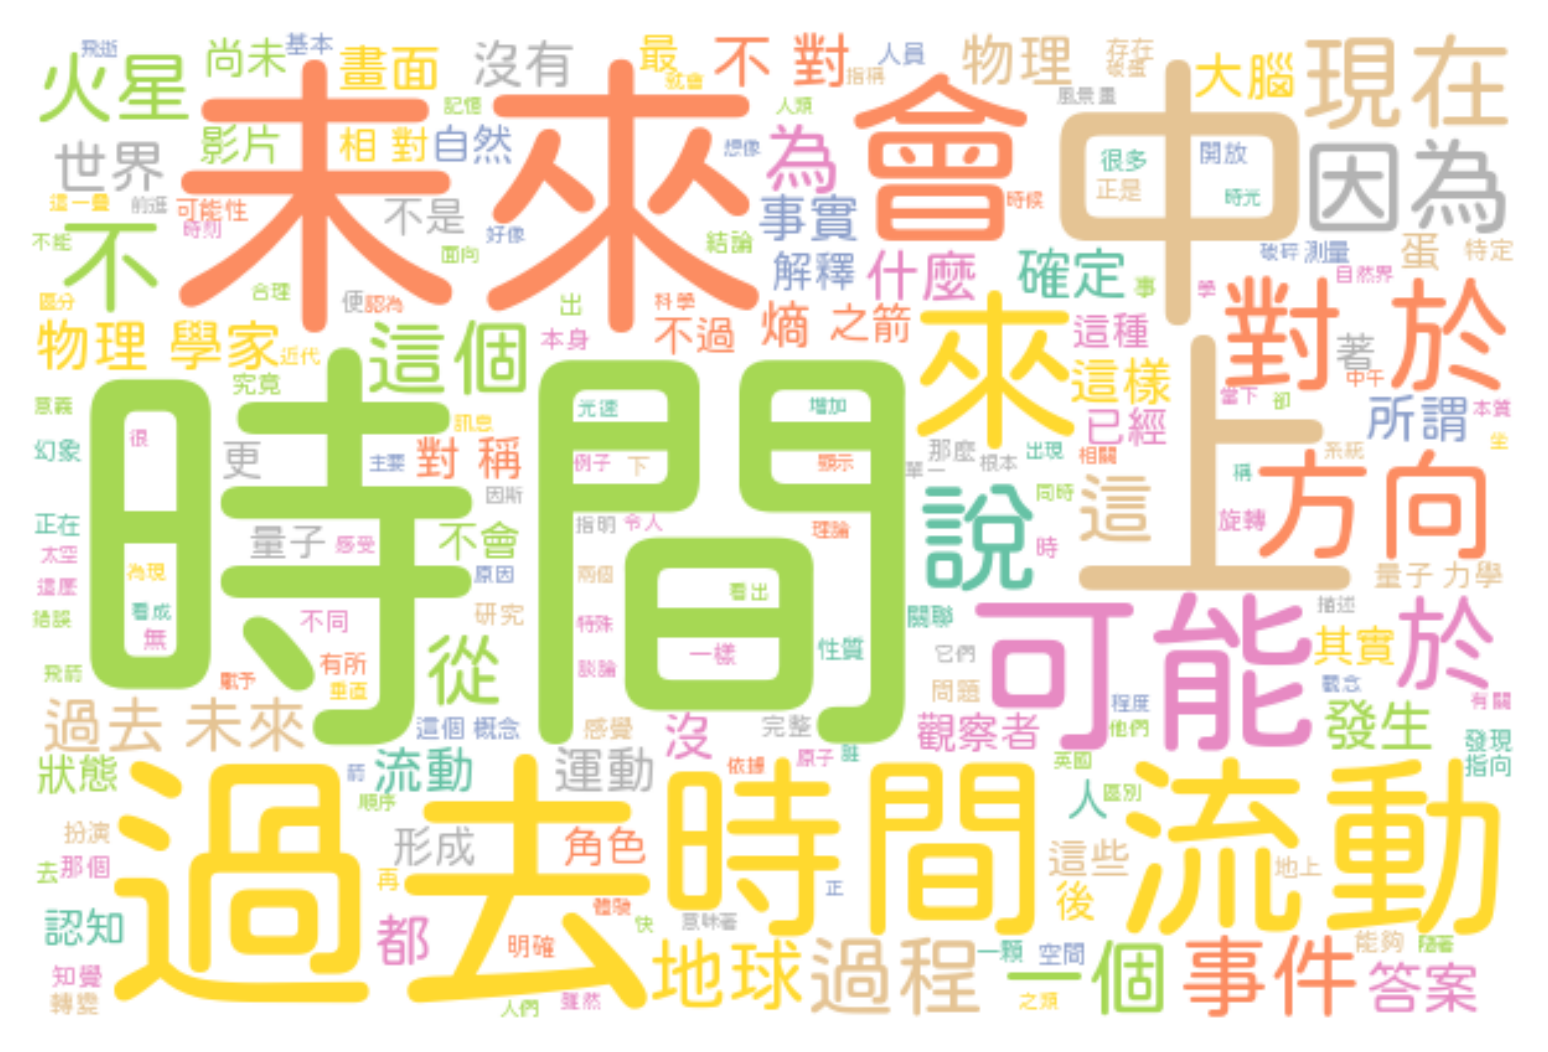 飛逝
基本
尚未
火星
畫面
記憶
沒有
最
就會
不 對
指稱
人員
人類
物理
存在
破蛋
風景畫
大腦
現在
未來
會
中
很多
正是
開放
時光
因為
世界
影片
相 對
自然
這一疊
前進
可能性
時刻
不是
好像
面向
想像
為
事實
時候
結論
不能
不
區分
合理
便
認為
出
科學
解釋
什麼
確定
事
學
破碎
測量
自然界
蛋
特定
物理 學家
近代
究竟
這個
本身
不過
熵 之箭
來
這種
這樣
對於
著
中午
當下
卻
所謂
本質
坐
意義
幻象
很
時間
更
訊息
主要
對 稱
因斯
光速
增加
例子
下
顯示
已經
那麼
單一
根本
出現
相關
上
系統
稱
方向
正在
太空
這座
錯誤
為現
看成
無
量子
感受
不會
原因
指明
令人
理論
說
同時
時
這
旋轉
量子 力學
兩個
看出
特殊
一樣
談論
性質
研究
不同
有所
垂直
賦予
從
飛箭
關聯
它們
問題
可能
描述
其實
於
觀念
有關
過去 未來
這個 概念
感覺
沒
完整
觀察者
程度
他們
發生
發現
指向
狀態
箭
流動
順序
運動
依據
原子
誰
英國
人
區別
過去
時間
流動
扮演
去
那個
形成
角色
再
體驗
快
意味著
正
這些
後
地上
認知
知覺
轉變
都
明確
人們
雖然
地球
過程
一顆
空間
之類
一個
事件
能夠
隨著
答案